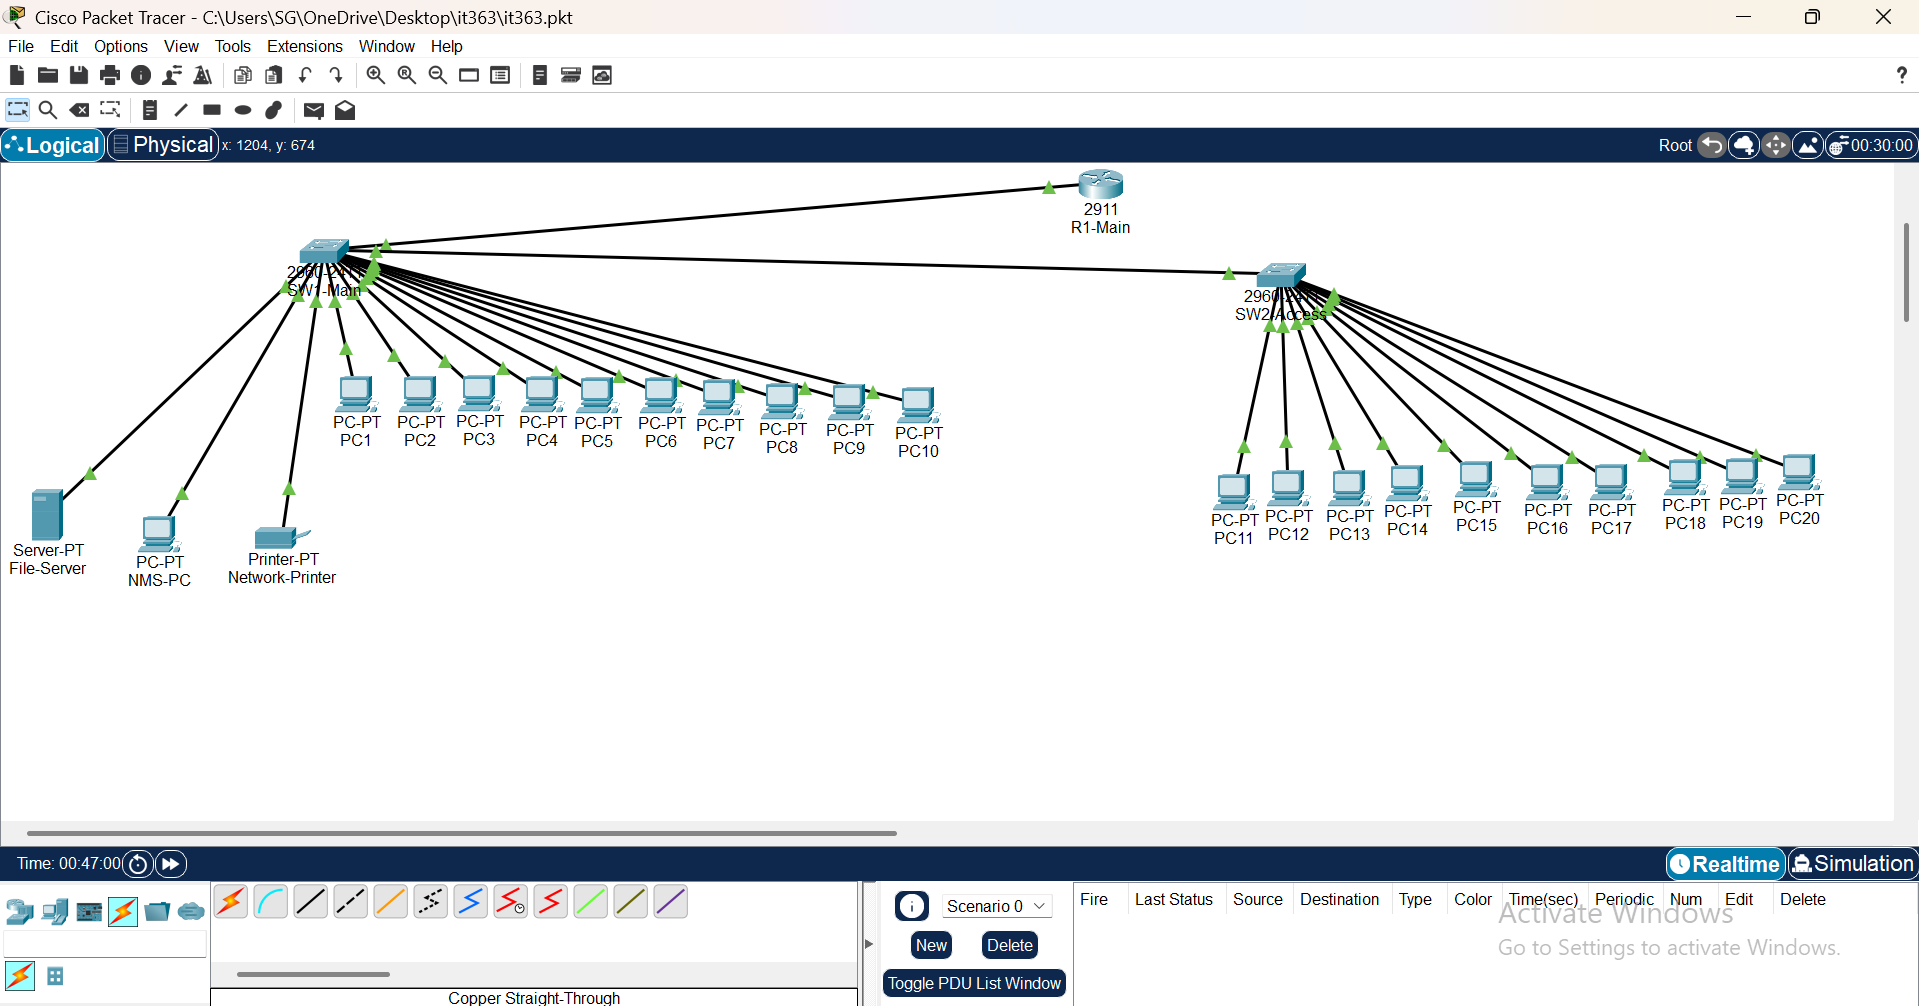 Cisco Packet Tracer - C:\Users\SG\OneDrive\Desktop\it363\it363.pkt
File Edit Options View Tools Extensions Window Help
?
Logical Physical x: 1204, y: 674 Root 00:30:00
2911
R1-Main
SW1-Main
SW2-Access
PC-PT
PC1
PC-PT
PC2
PC-PT
PC3
PC-PT
PC4
PC-PT
PC5
PC-PT
PC6
PC-PT
PC7
PC-PT
PC8
PC-PT
PC9
PC-PT
PC10
PC-PT
PC11
PC-PT
PC12
PC-PT
PC13
PC-PT
PC14
PC-PT
PC15
PC-PT
PC16
PC-PT
PC17
PC-PT
PC18
PC-PT
PC19
PC-PT
PC20
Server-PT
File-Server
PC-PT
NMS-PC
Printer-PT
Network-Printer
Time: 00:47:00 Realtime Simulation
Scenario 0
New Delete
Toggle PDU List Window
Fire Last Status Source Destination Type Color Time(sec) Periodic Num Edit Delete
Activate Windows
Go to Settings to activate Windows.
Copper Straight-Through